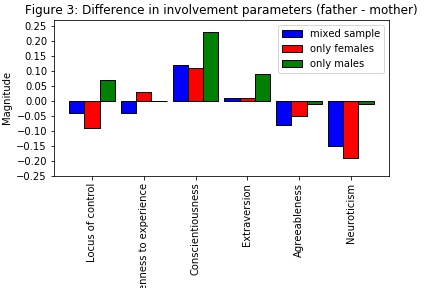 Figure 3: Difference in involvement parameters (father - mother)
mixed sample
only females
only males
Magnitude
0.25
0.20
0.15
0.10
0.05
0.00
−0.05
−0.10
−0.15
−0.20
−0.25
Locus of control
enness to experience
Conscientiousness
Extraversion
Agreeableness
Neuroticism